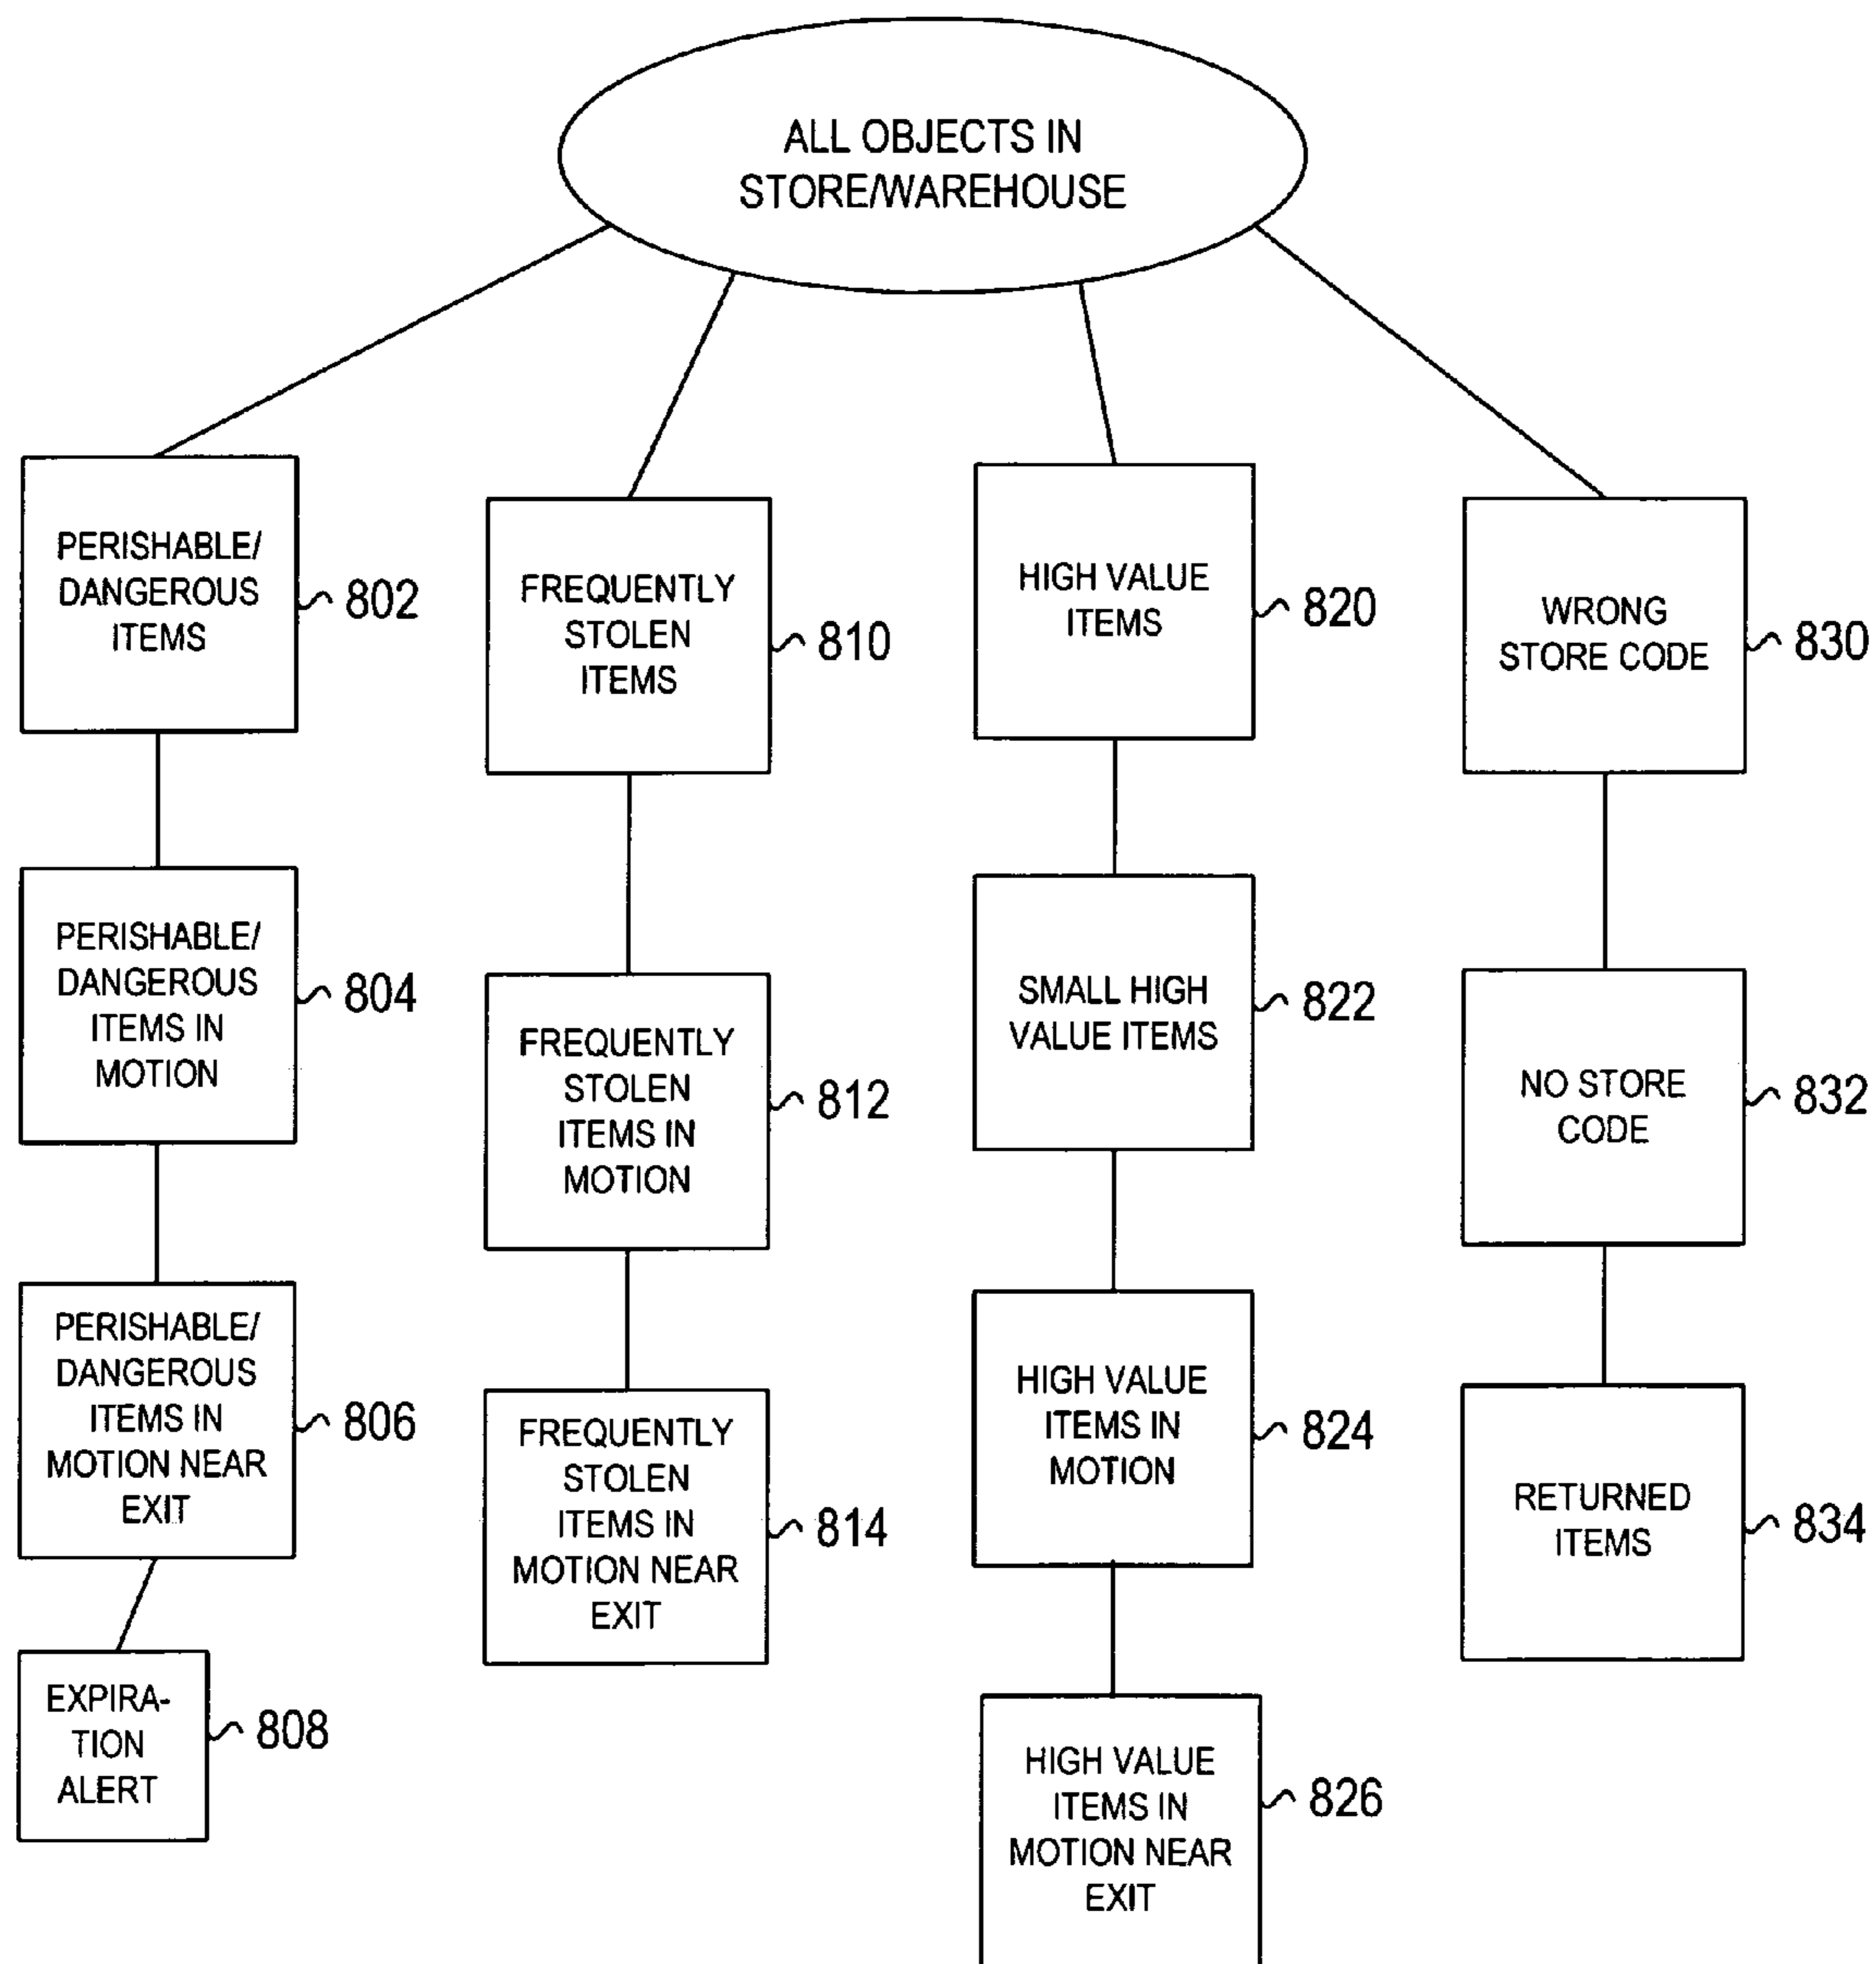 ALL OBJECTS IN
STORE/WAREHOUSE
PERISHABLE/
DANGEROUS
ITEMS
802
PERISHABLE/
DANGEROUS
ITEMS IN
MOTION
804
PERISHABLE/
DANGEROUS
ITEMS IN
MOTION NEAR
EXIT
806
EXPIRA-
TION
ALERT
808
FREQUENTLY
STOLEN
ITEMS
810
FREQUENTLY
STOLEN
ITEMS IN
MOTION
812
FREQUENTLY
STOLEN
ITEMS IN
MOTION NEAR
EXIT
814
HIGH VALUE
ITEMS
820
SMALL HIGH
VALUE ITEMS
822
HIGH VALUE
ITEMS IN
MOTION
824
HIGH VALUE
ITEMS IN
MOTION NEAR
EXIT
826
WRONG
STORE CODE
830
NO STORE
CODE
832
RETURNED
ITEMS
834